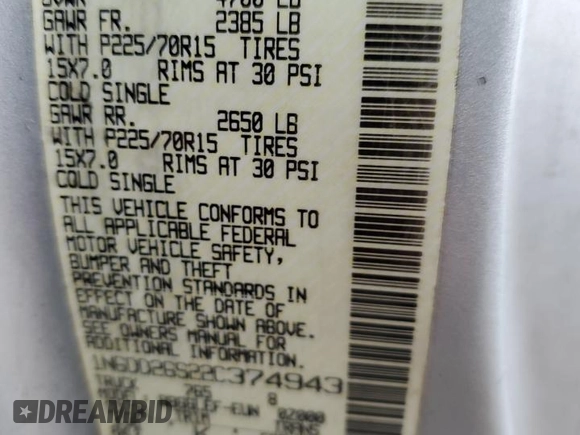 GAWR FR. 2385 LB
WITH P225/70R15 TIRES
15X7.0 RIMS AT 30 PSI
COLD SINGLE
GAWR RR. 2650 LB
WITH P225/70R15 TIRES
15X7.0 RIMS AT 30 PSI
COLD SINGLE
THIS VEHICLE CONFORMS TO
ALL APPLICABLE FEDERAL
MOTOR VEHICLE SAFETY,
BUMPER AND THEFT
PREVENTION STANDARDS IN
EFFECT ON THE DATE OF
MANUFACTURE SHOWN ABOVE.
SEE OWNERS MANUAL FOR
ADDITIONAL INFORMATION
1N6DD26S22C374943
TRUCK
TRANS
DREAMBID